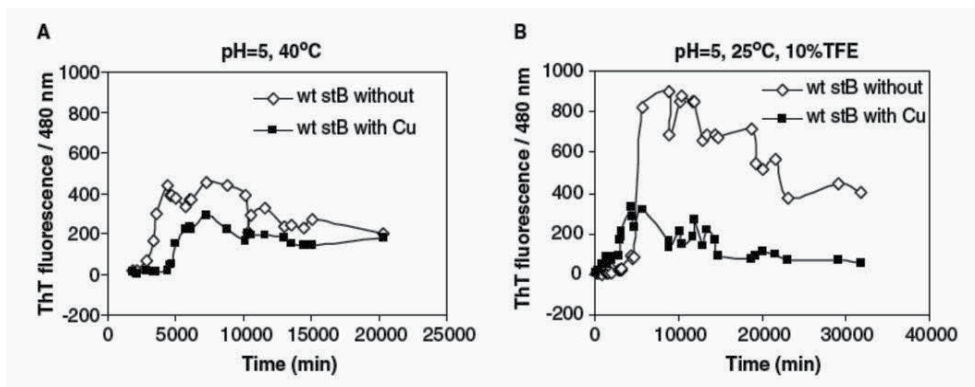 A
pH=5, 40°C
ThT fluorescence / 480 nm
1000
800
600
400
200
0
-200
wt stB without
wt stB with Cu
0 5000 10000 15000 20000 25000
Time (min)
B
pH=5, 25°C, 10%TFE
ThT fluorescence / 480 nm
1000
800
600
400
200
0
-200
wt stB without
wt stB with Cu
0 10000 20000 30000 40000
Time (min)